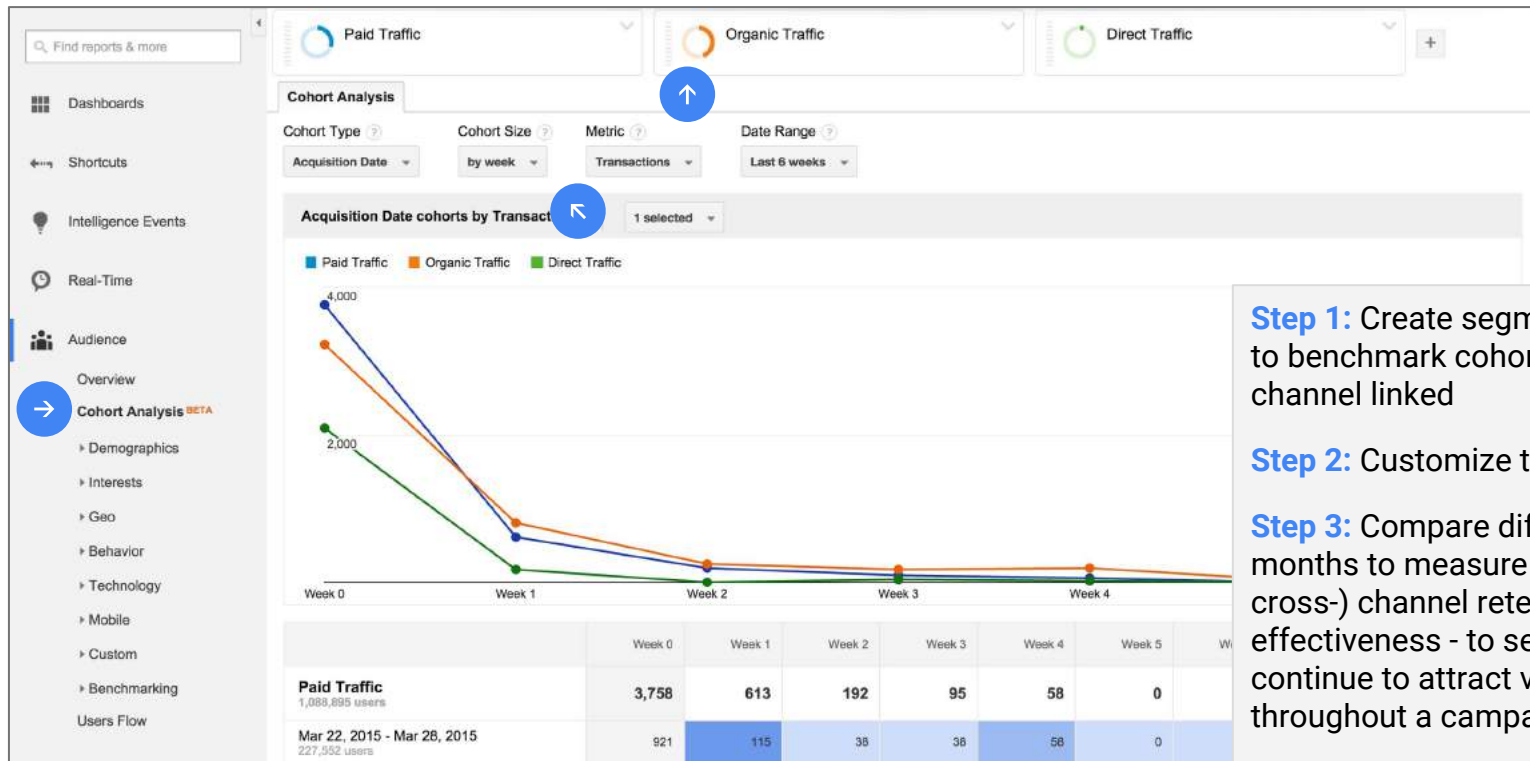 Find reports & more
Dashboards
Shortcuts
Intelligence Events
Real-Time
Audience
Overview
Cohort Analysis BETA
Demographics
Interests
Geo
Behavior
Technology
Mobile
Custom
Benchmarking
Users Flow
Paid Traffic Organic Traffic Direct Traffic +
Cohort Analysis
Cohort Type ? Cohort Size ? Metric ? Date Range ?
Acquisition Date by week Transactions Last 6 weeks
Acquisition Date cohorts by 1 selected
Paid Traffic Organic Traffic Direct Traffic
4,000
2,000
Week 0 Week 1 Week 2 Week 3 Week 4
Week 0 Week 1 Week 2 Week 3 Week 4 Week 5
Paid Traffic 3,758 613 192 95 58 0
1,088,895 users
Mar 22, 2015 - Mar 28, 2015 921 115 38 38 58 0
227,552 users
Step 1: Create
to benchmark
channel linked
Step 2: Customize
Step 3: Compare
months to measure
cross-) channel
effectiveness - to
continue to attract
throughout a